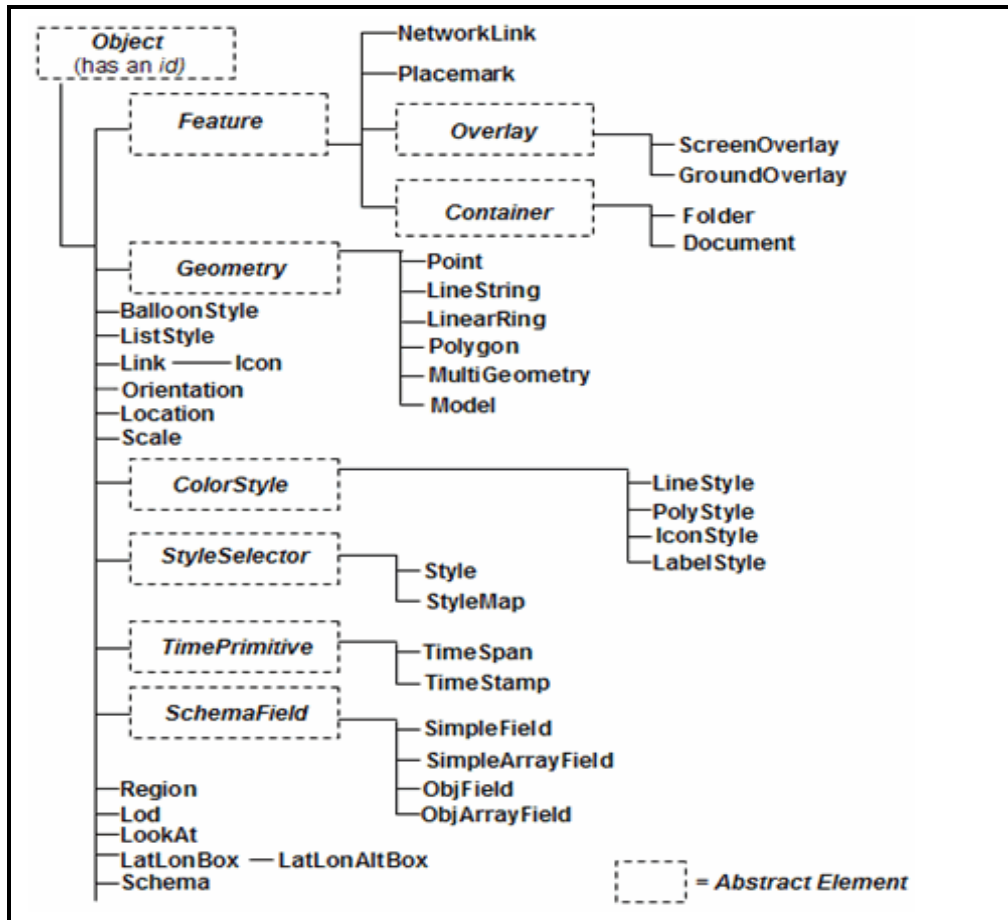 Object
(has an id)
Feature
NetworkLink
Placemark
Overlay
ScreenOverlay
GroundOverlay
Container
Folder
Document
Geometry
Point
LineString
LinearRing
Polygon
MultiGeometry
Model
BalloonStyle
ListStyle
Link
Icon
Orientation
Location
Scale
ColorStyle
LineStyle
PolyStyle
IconStyle
LabelStyle
StyleSelector
Style
StyleMap
TimePrimitive
TimeSpan
TimeStamp
SchemaField
SimpleField
SimpleArrayField
ObjField
ObjArrayField
Region
Lod
LookAt
LatLonBox
LatLonAltBox
Schema
= Abstract Element